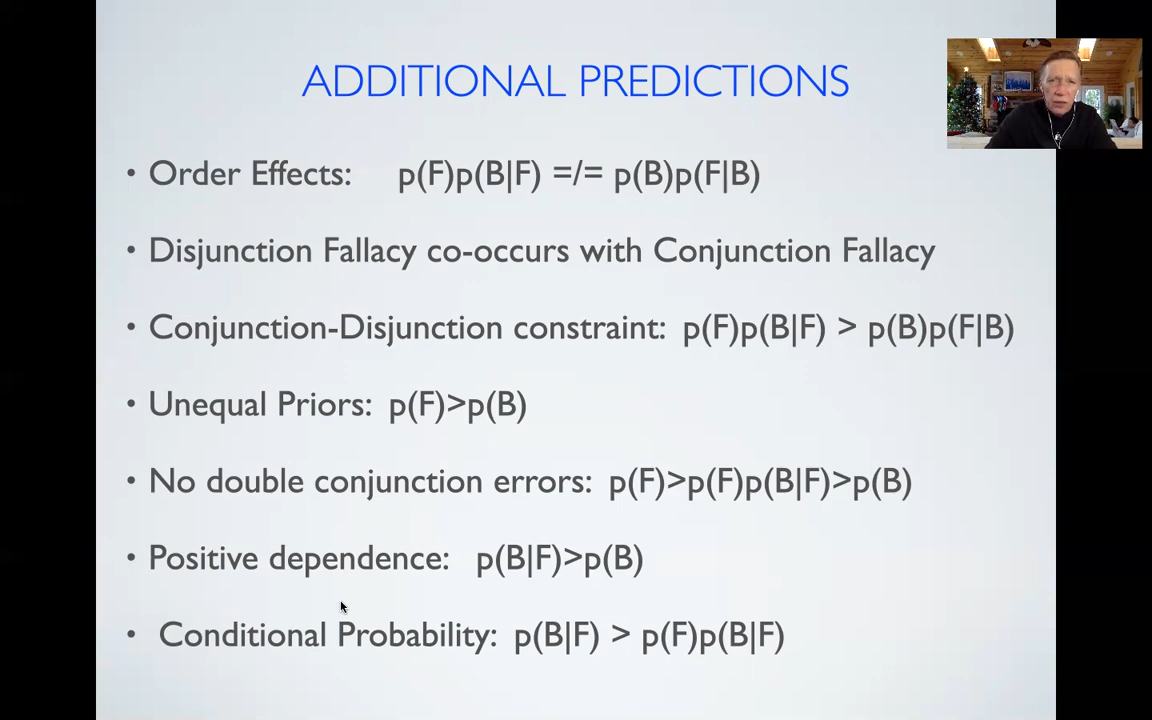 ADDITIONAL PREDICTIONS
• Order Effects: p(F)p(B|F) =/= p(B)p(F|B)
• Disjunction Fallacy co-occurs with Conjunction Fallacy
• Conjunction-Disjunction constraint: p(F)p(B|F) > p(B)p(F|B)
• Unequal Priors: p(F)>p(B)
• No double conjunction errors: p(F)>p(F)p(B|F)>p(B)
• Positive dependence: p(B|F)>p(B)
• Conditional Probability: p(B|F) > p(F)p(B|F)